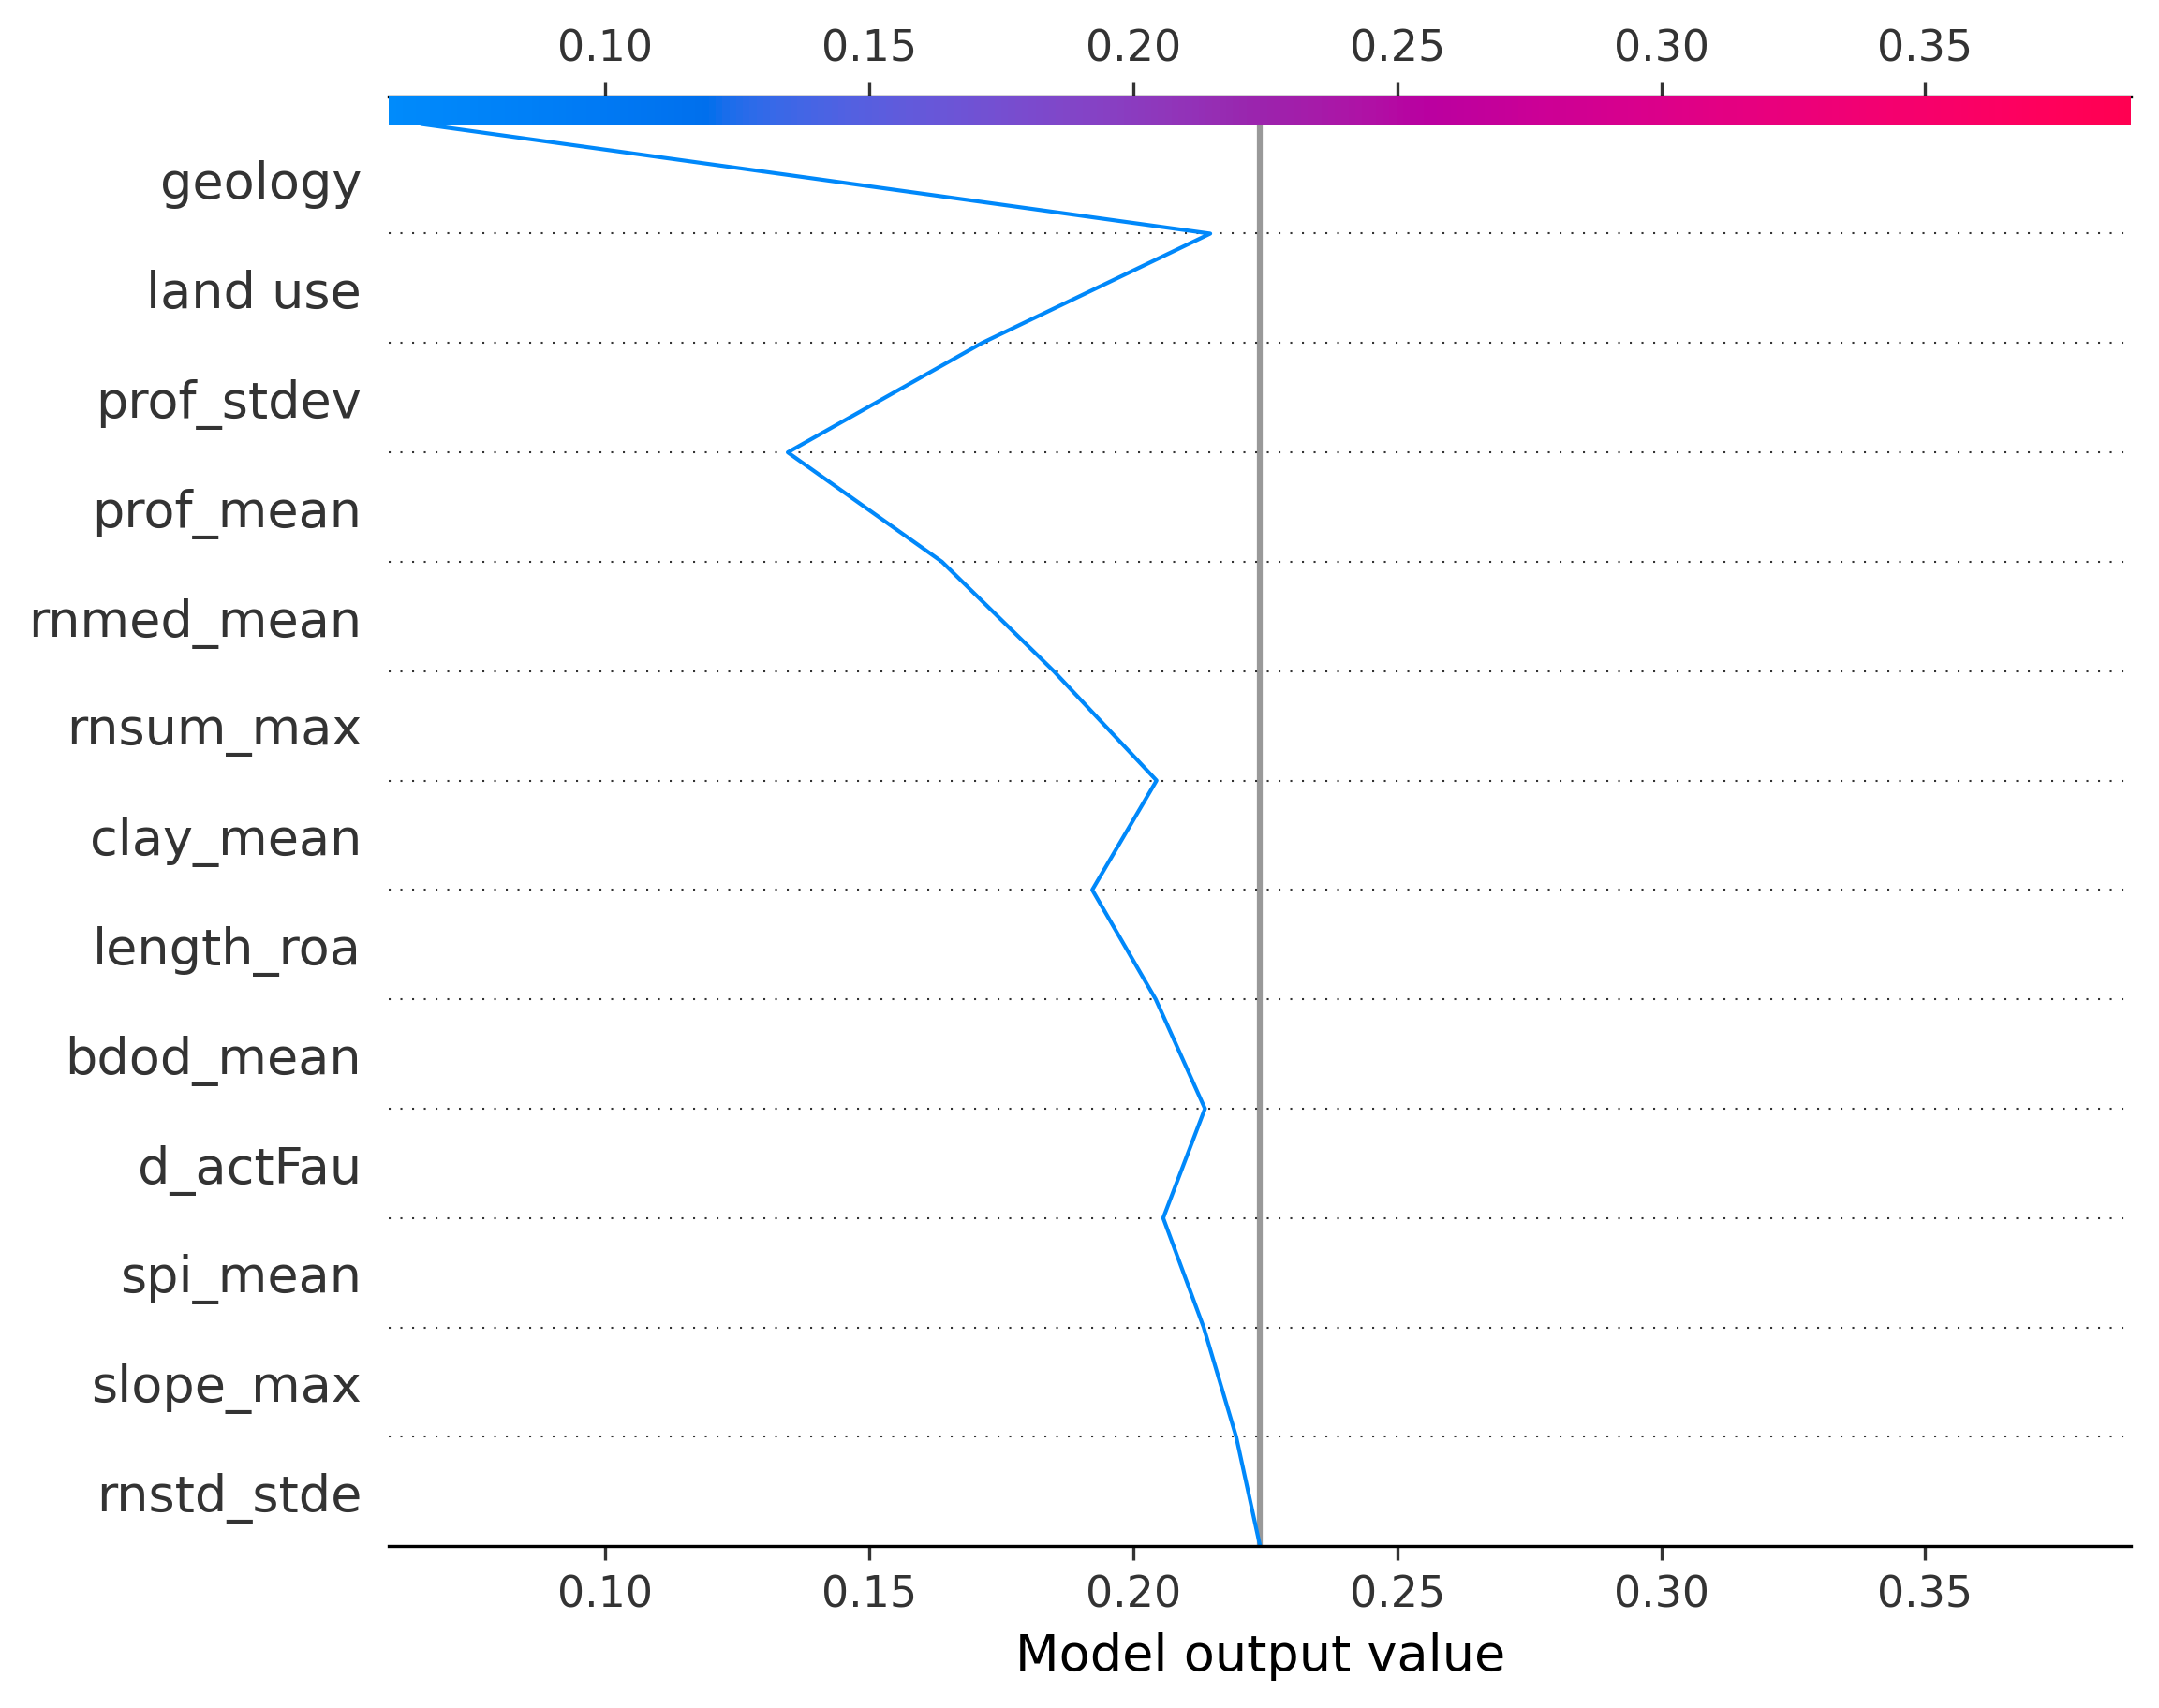 0.10 0.15 0.20 0.25 0.30 0.35
geology
land use
prof_stdev
prof_mean
rnmed_mean
rnsum_max
clay_mean
length_roa
bdod_mean
d_actFau
spi_mean
slope_max
rnstd_stde
0.10 0.15 0.20 0.25 0.30 0.35
Model output value